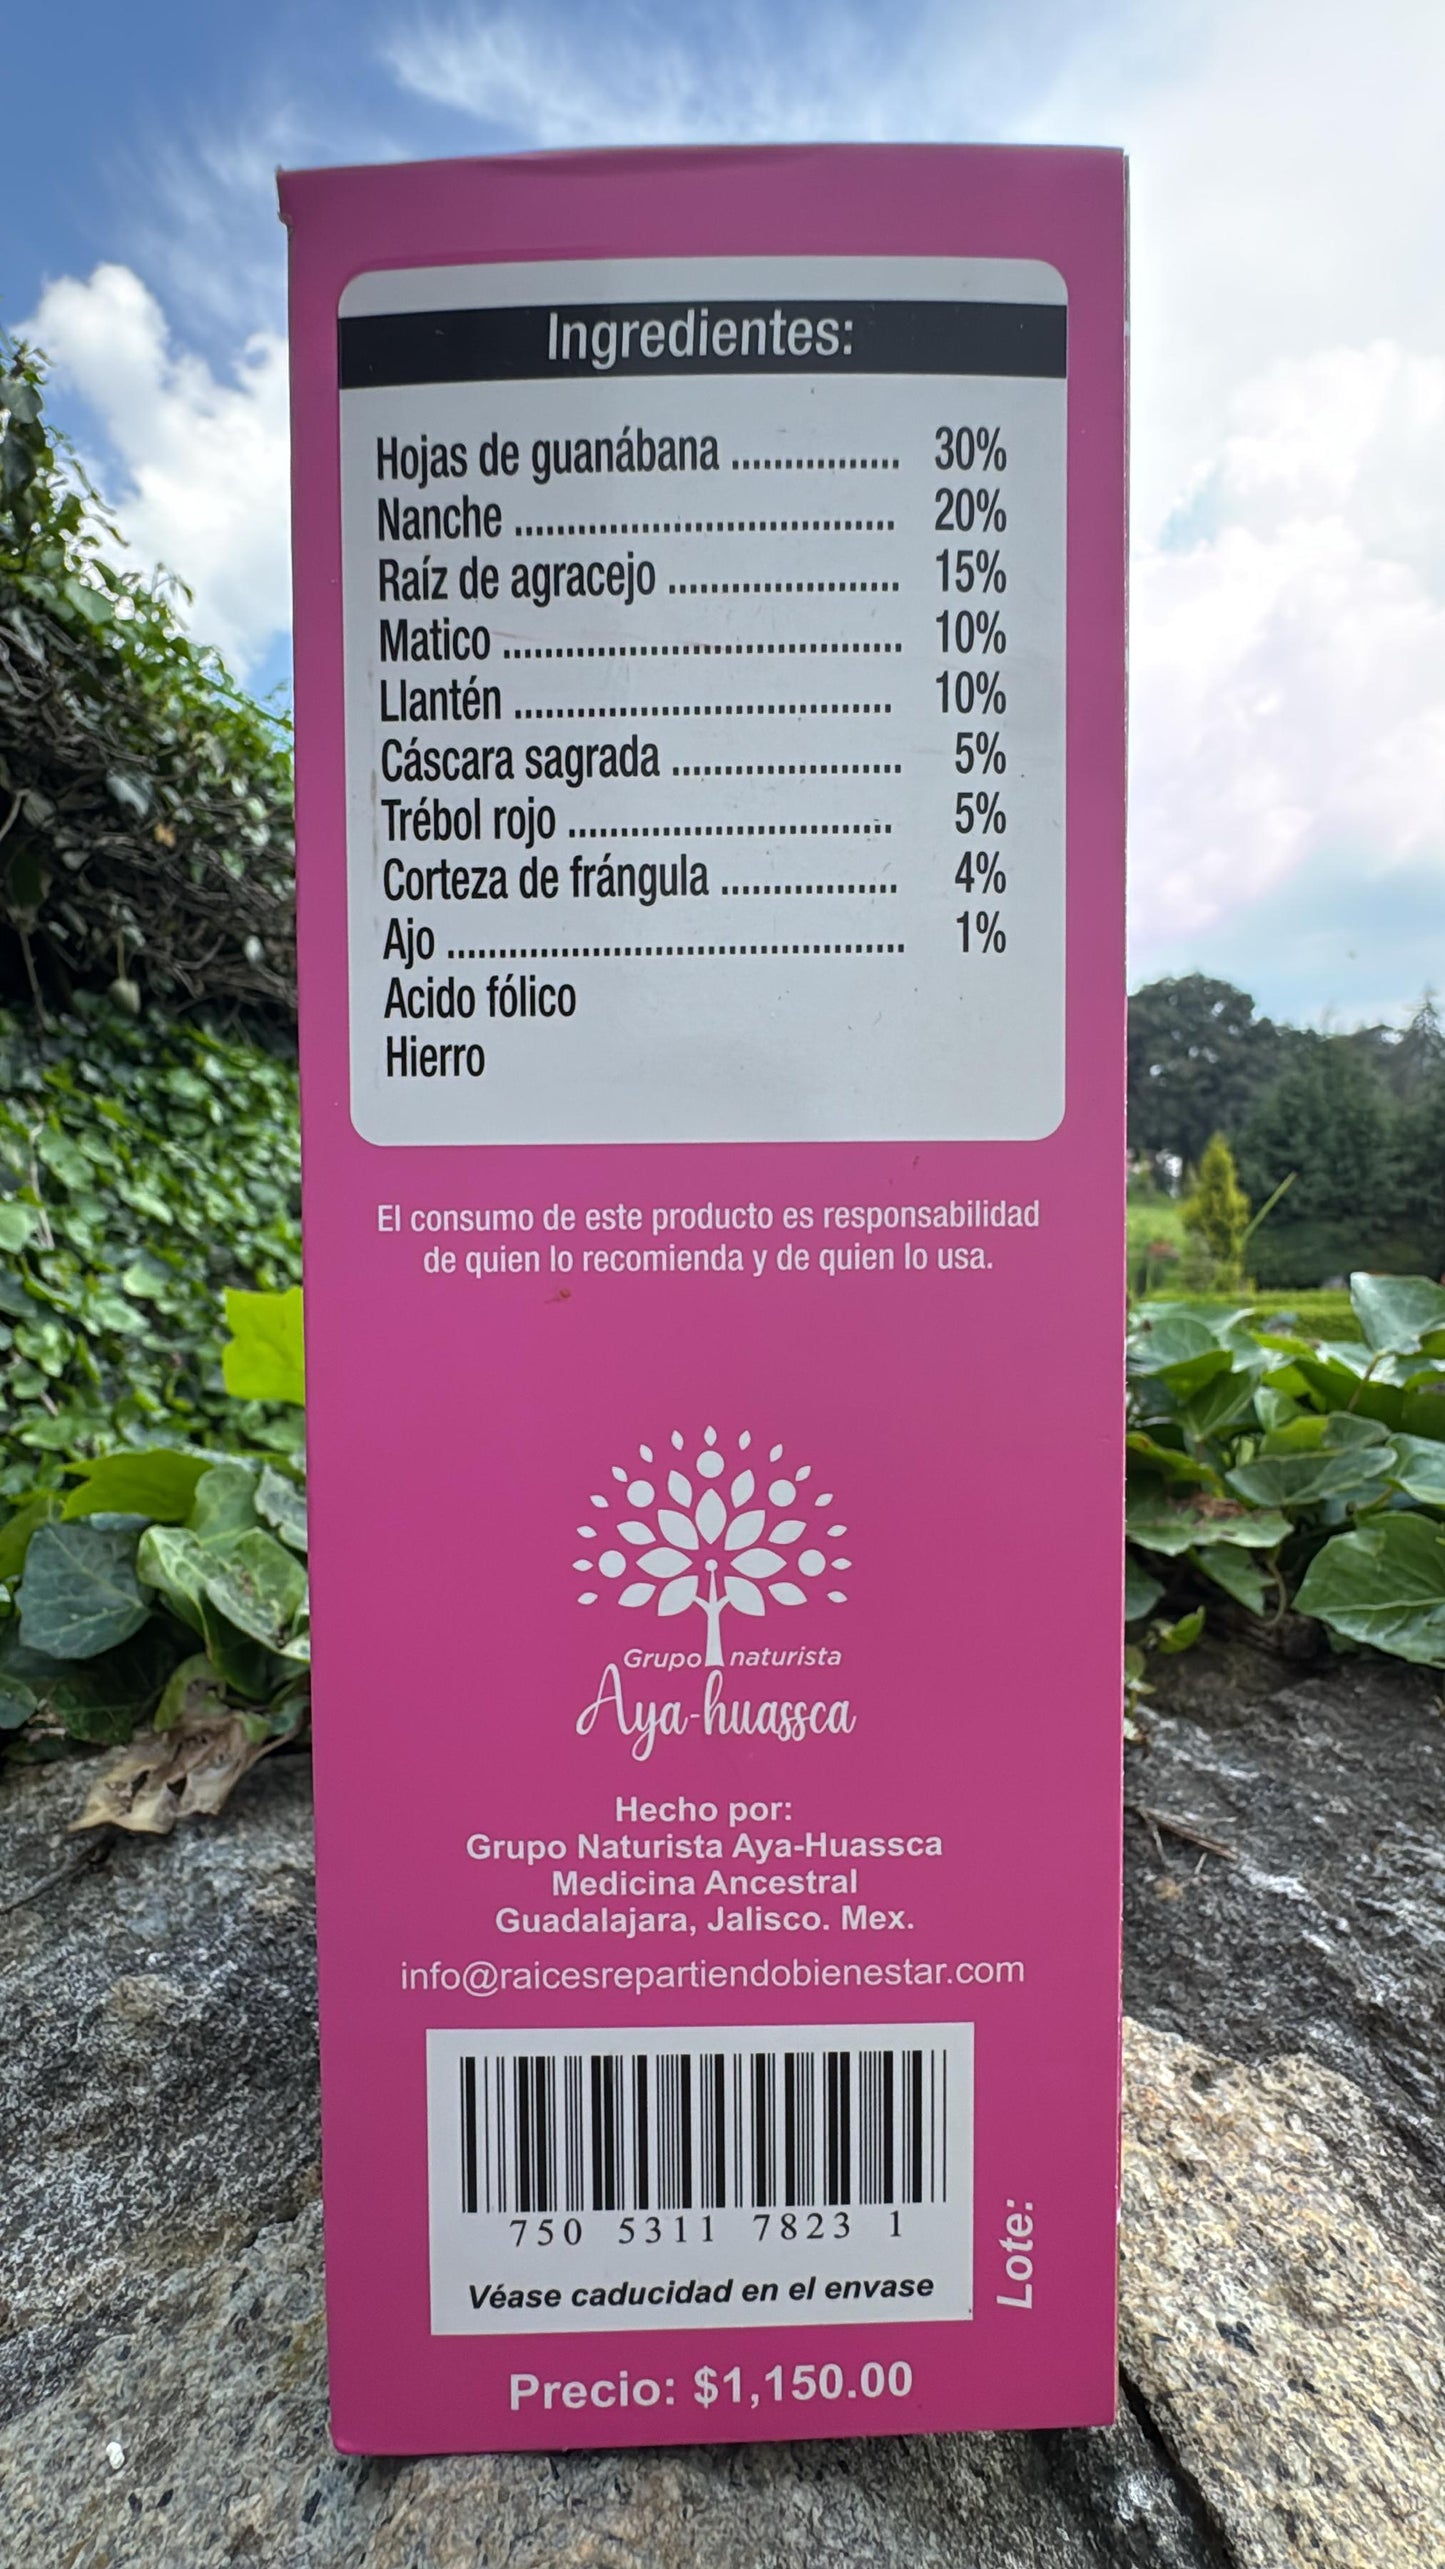 Ingredientes:
Hojas de guanábana ................ 30%
Nanche .................................... 20%
Raíz de agracejo ...................... 15%
Matico ...................................... 10%
Llantén .................................... 10%
Cáscara sagrada ...................... 5%
Trébol rojo ............................... 5%
Corteza de frángula ................. 4%
Ajo ............................................ 1%
Acido fólico
Hierro
El consumo de este producto es responsabilidad
de quien lo recomienda y de quien lo usa.
Grupo naturista
Aya-huassca
Hecho por:
Grupo Naturista Aya-Huassca
Medicina Ancestral
Guadalajara, Jalisco. Mex.
info@raicesrepartiendobienestar.com
750 5311 7823 1
Véase caducidad en el envase
Lote:
Precio: $1,150.00